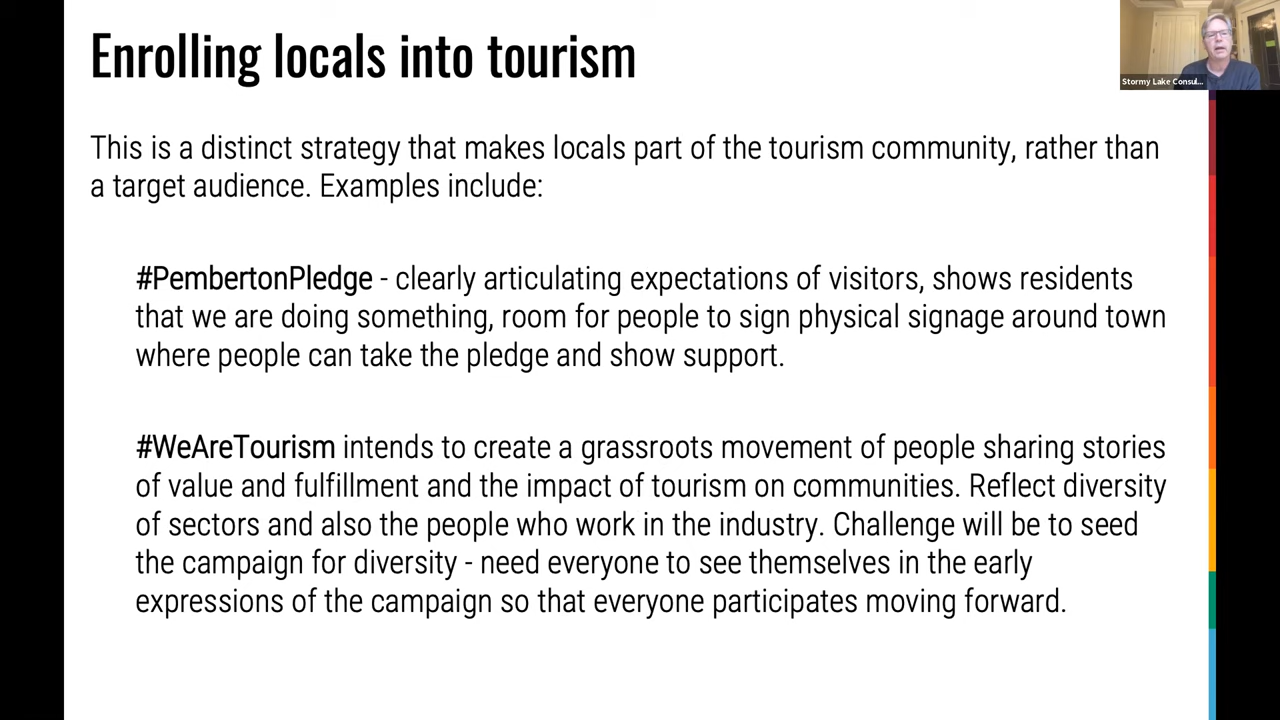 Enrolling locals into tourism
Stormy Lake Consul...
This is a distinct strategy that makes locals part of the tourism community, rather than
a target audience. Examples include:
#PembertonPledge - clearly articulating expectations of visitors, shows residents
that we are doing something, room for people to sign physical signage around town
where people can take the pledge and show support.
#WeAreTourism intends to create a grassroots movement of people sharing stories
of value and fulfillment and the impact of tourism on communities. Reflect diversity
of sectors and also the people who work in the industry. Challenge will be to seed
the campaign for diversity - need everyone to see themselves in the early
expressions of the campaign so that everyone participates moving forward.